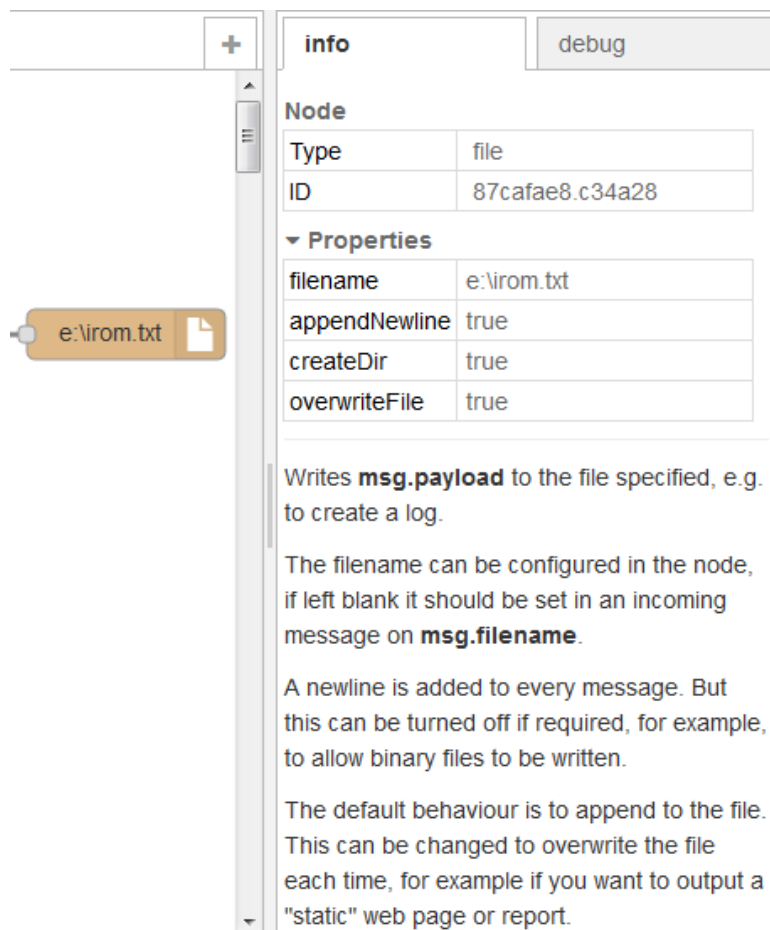 +
info
debug
Node
Type file
ID 87cafae8.c34a28
Properties
filename e:\irom.txt
appendNewline true
createDir true
overwriteFile true
e:\irom.txt
Writes msg.payload to the file specified, e.g.
to create a log.
The filename can be configured in the node,
if left blank it should be set in an incoming
message on msg.filename.
A newline is added to every message. But
this can be turned off if required, for example,
to allow binary files to be written.
The default behaviour is to append to the file.
This can be changed to overwrite the file
each time, for example if you want to output a
"static" web page or report.